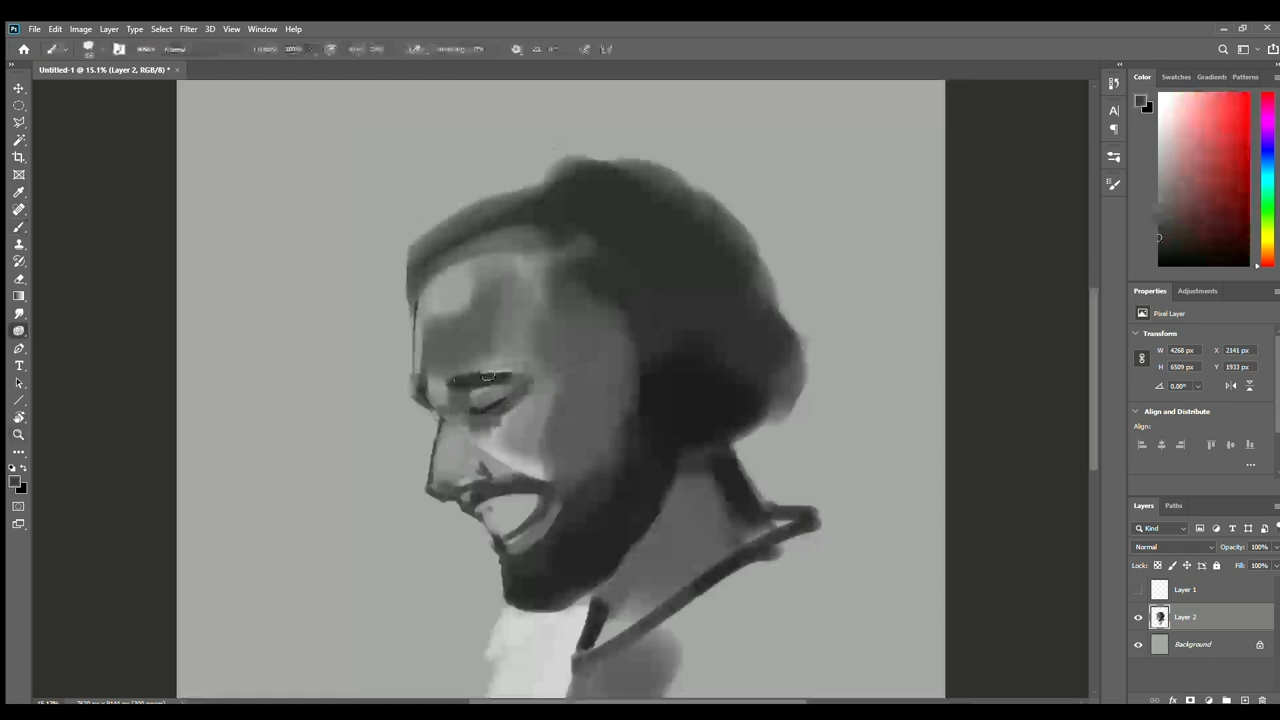 Ps File Edit Image Layer Type Select Filter 3D View Window Help
Untitled-1 @ 15.1% (Layer 2, RGB/8) * ×
Color Swatches Gradients Patterns
Properties Adjustments
Pixel Layer
Transform
W 4268 px X 2141 px
H 6509 px Y 1933 px
0.00°
Align and Distribute
Align:
Layers Paths
Kind
Normal Opacity: 100%
Lock: Fill: 100%
Layer 1
Layer 2
Background